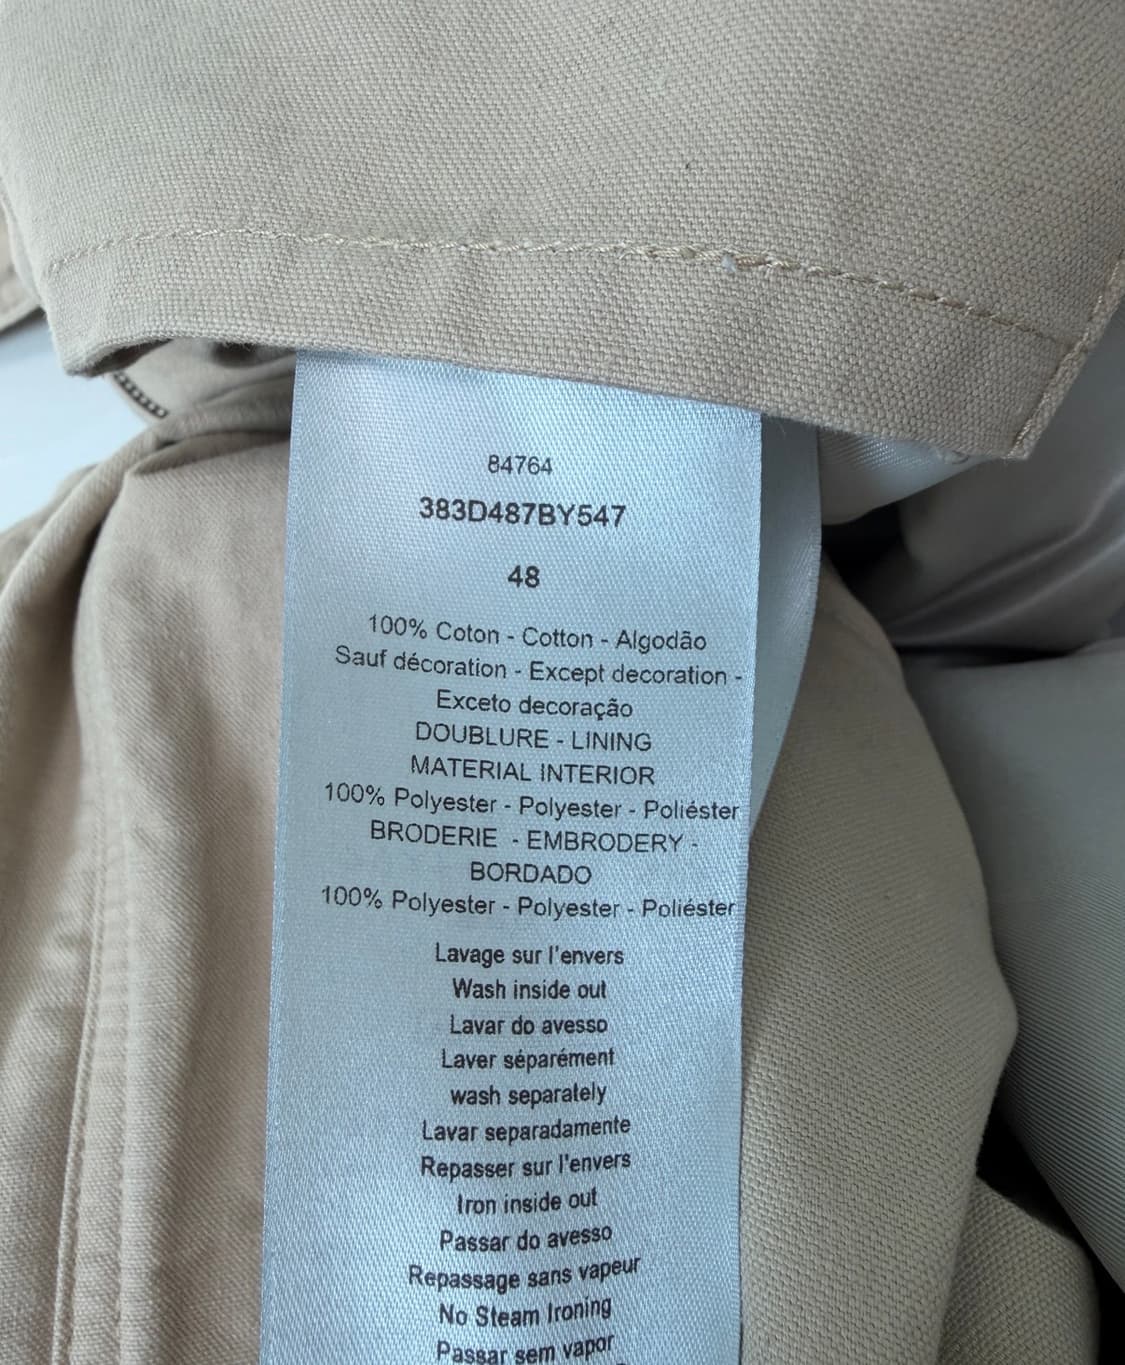 84764
383D487BY547
48
100% Coton - Cotton - Algodão
Sauf décoration - Except decoration -
Exceto decoração
DOUBLURE - LINING
MATERIAL INTERIOR
100% Polyester - Polyester - Poliéster
BRODERIE - EMBRODERY -
BORDADO
100% Polyester - Polyester - Poliéster
Lavage sur l'envers
Wash inside out
Lavar do avesso
Laver séparément
wash separately
Lavar separadamente
Repasser sur l'envers
Iron inside out
Passar do avesso
Repassage sans vapeur
No Steam Ironing
Passar sem vapor